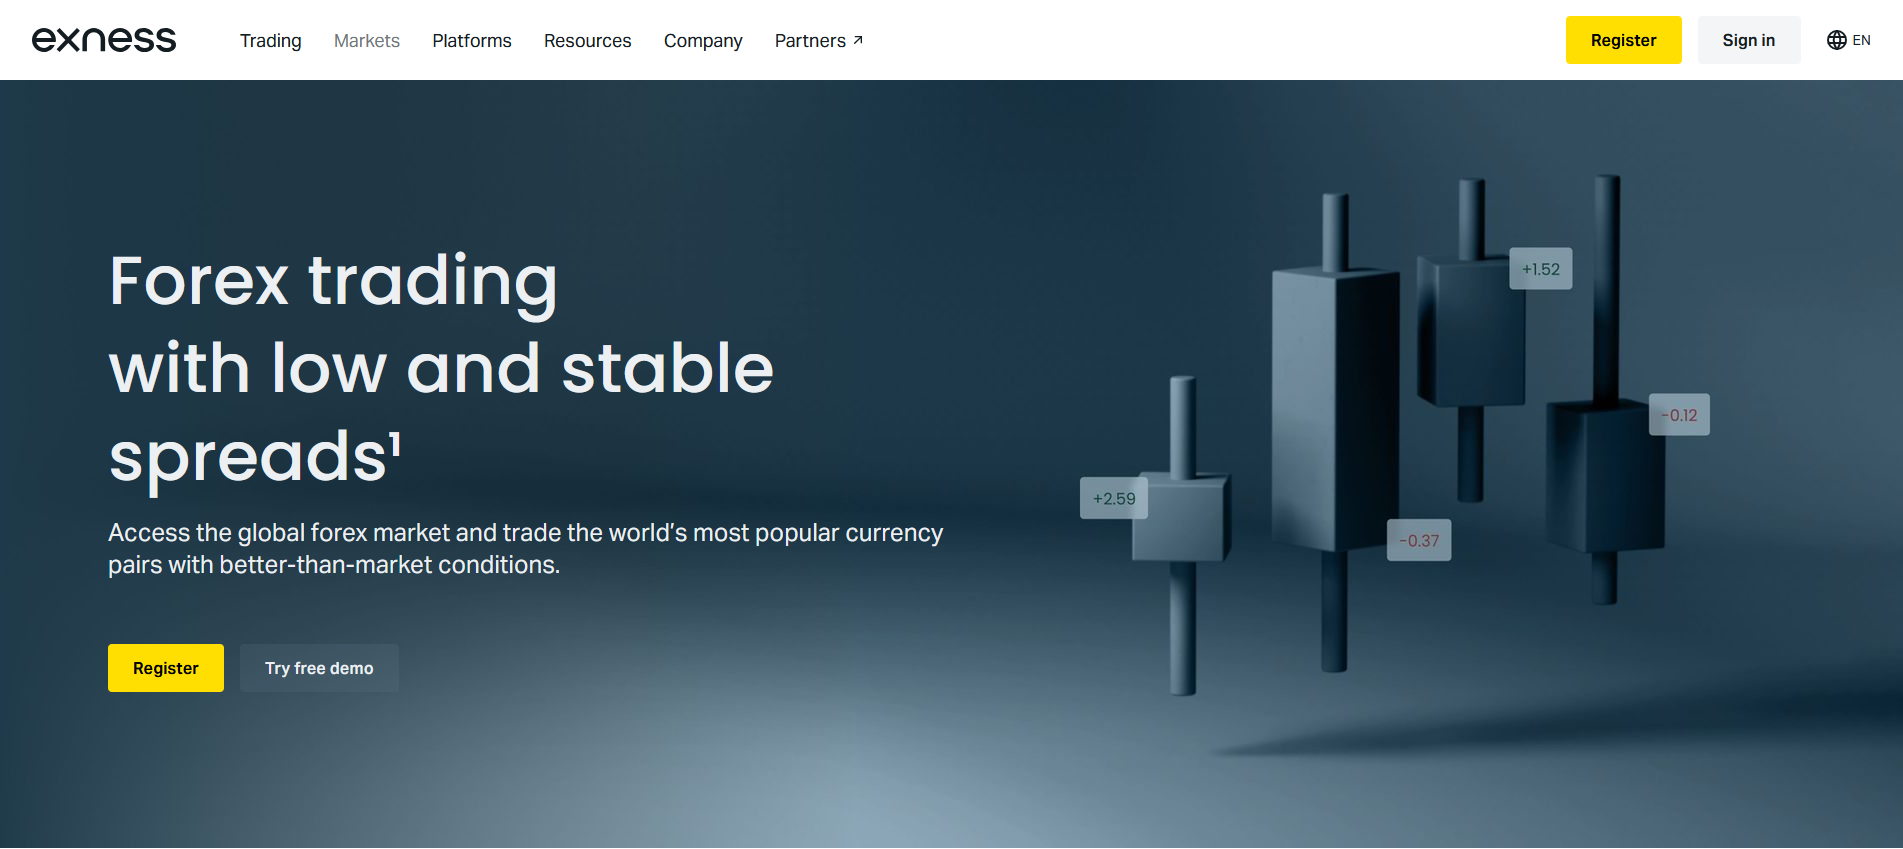 exness
Trading
Markets
Platforms
Resources
Company
Partners ↗
Register
Sign in
EN
Forex trading
with low and stable
spreads¹
Access the global forex market and trade the world’s most popular currency
pairs with better-than-market conditions.
Register
Try free demo
+1.52
-0.12
+2.59
-0.37